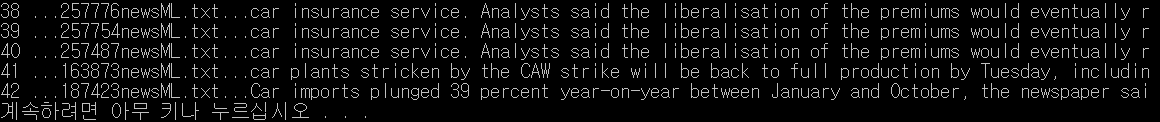 38 ...257776newsML.txt...car insurance service. Analysts said the liberalisation of the premiums would eventually r
39 ...257754newsML.txt...car insurance service. Analysts said the liberalisation of the premiums would eventually r
40 ...257487newsML.txt...car insurance service. Analysts said the liberalisation of the premiums would eventually r
41 ...163873newsML.txt...car plants stricken by the CAW strike will be back to full production by Tuesday, includin
42 ...187423newsML.txt...Car imports plunged 39 percent year-on-year between January and October, the newspaper sai
계속하려면 아무 키나 누르십시오 . . .